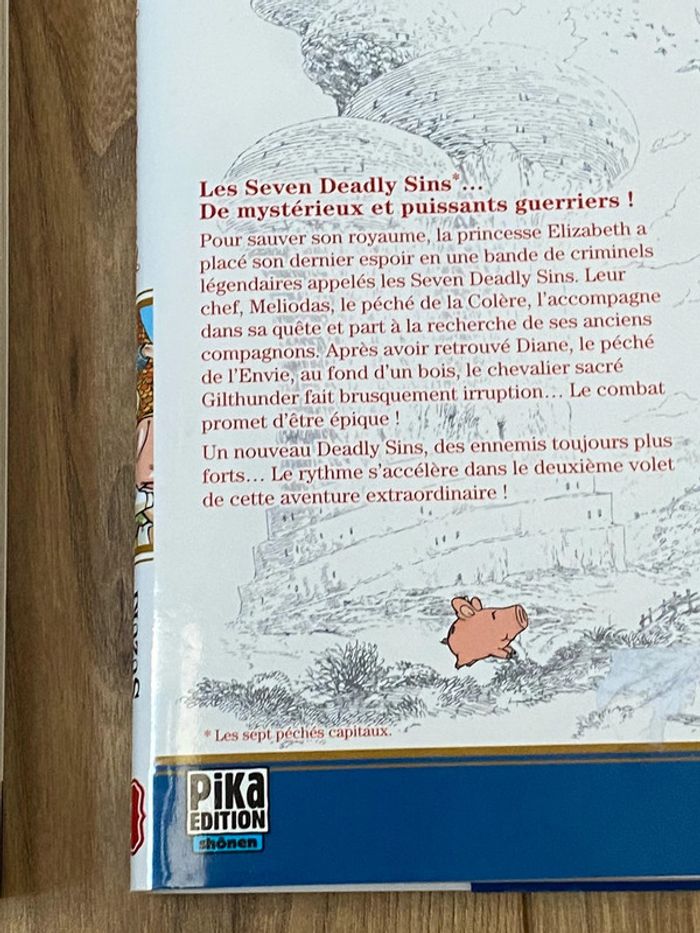 Les Seven Deadly Sins*...
De mystérieux et puissants guerriers !
Pour sauver son royaume, la princesse Elizabeth a
placé son dernier espoir en une bande de criminels
légendaires appelés les Seven Deadly Sins. Leur
chef, Meliodas, le péché de la Colère, l'accompagne
dans sa quête et part à la recherche de ses anciens
compagnons. Après avoir retrouvé Diane, le péché
de l'Envie, au fond d'un bois, le chevalier sacré
Gilthunder fait brusquement irruption... Le combat
promet d'être épique !
Un nouveau Deadly Sins, des ennemis toujours plus
forts... Le rythme s'accélère dans le deuxième volet
de cette aventure extraordinaire !
* Les sept péchés capitaux.
PiKa
EDITION
shônen